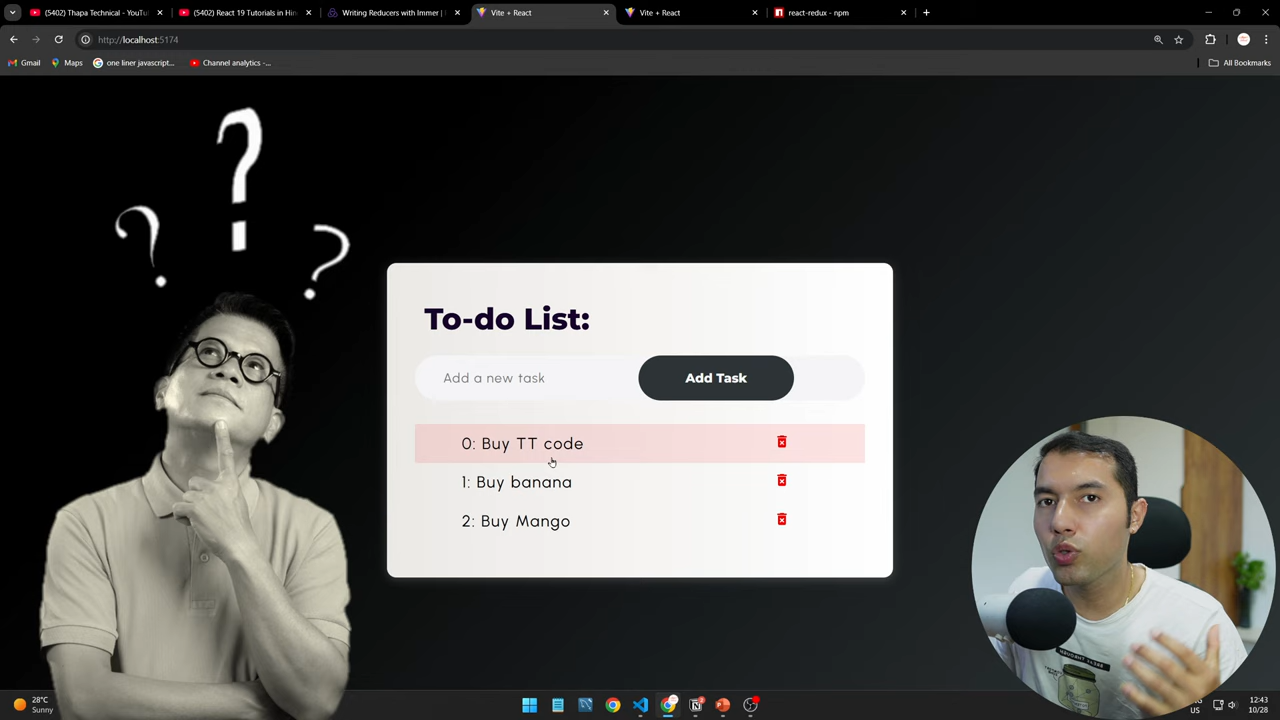 (5402) Thapa Technical - YouTu
(5402) React 19 Tutorials in Hin
Writing Reducers with Immer |
Vite + React
Vite + React
react-redux - npm
http://localhost:5174
Gmail
Maps
one liner javascript...
Channel analytics -...
All Bookmarks
? ? ?
To-do List:
Add a new task
Add Task
0: Buy TT code
1: Buy banana
2: Buy Mango
28°C
Sunny
US
12:43
10/28